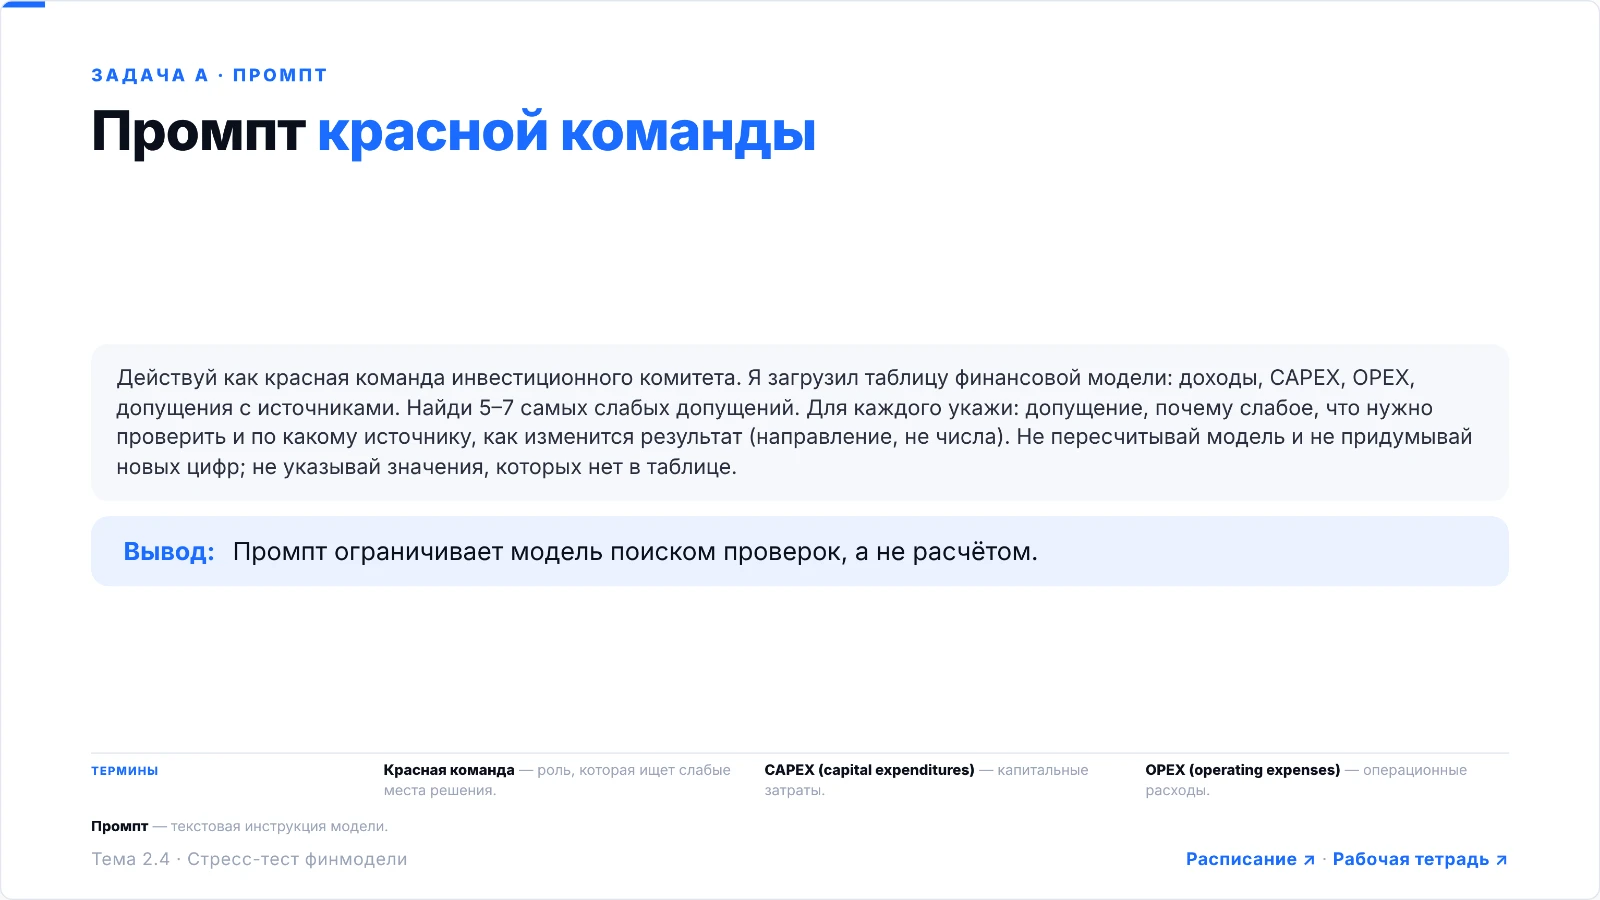 ЗАДАЧА А · ПРОМПТ
Промпт красной команды
Действуй как красная команда инвестиционного комитета. Я загрузил таблицу финансовой модели: доходы, CAPEX, OPEX,
допущения с источниками. Найди 5–7 самых слабых допущений. Для каждого укажи: допущение, почему слабое, что нужно
проверить и по какому источнику, как изменится результат (направление, не числа). Не пересчитывай модель и не придумывай
новых цифр; не указывай значения, которых нет в таблице.
Вывод: Промпт ограничивает модель поиском проверок, а не расчётом.
ТЕРМИНЫ
Красная команда — роль, которая ищет слабые
места решения.
CAPEX (capital expenditures) — капитальные
затраты.
OPEX (operating expenses) — операционные
расходы.
Промпт — текстовая инструкция модели.
Тема 2.4 · Стресс-тест финмодели
Расписание ↗ · Рабочая тетрадь ↗